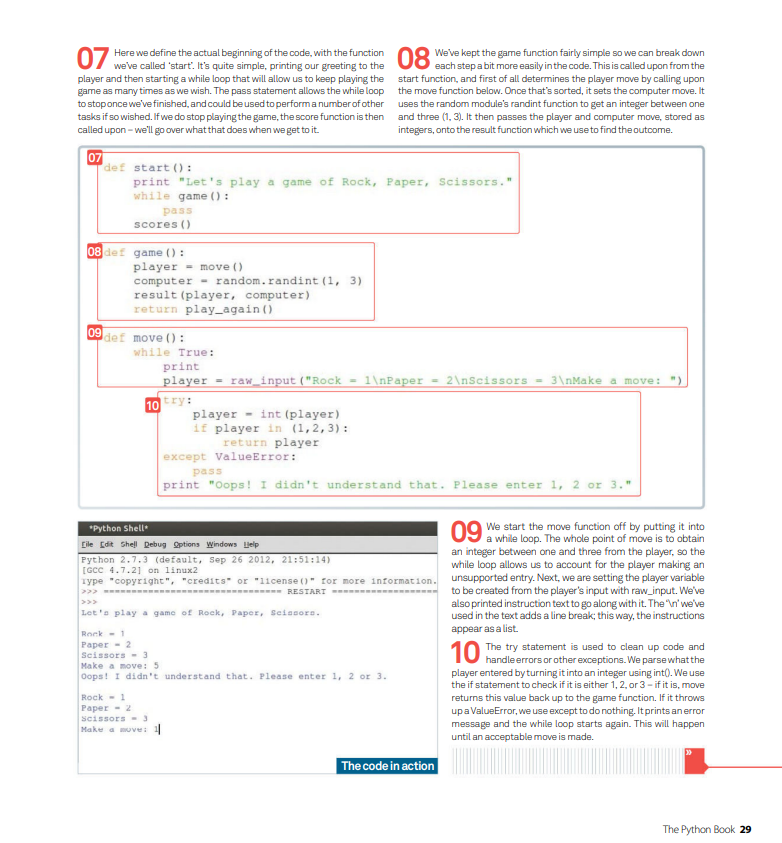 07 Here we define the actual beginning of the code, with the function
we've called 'start'. It's quite simple, printing our greeting to the
player and then starting a while loop that will allow us to keep playing the
game as many times as we wish. The pass statement allows the while loop
to stop once we've finished, and could be used to perform a number of other
tasks if so wished. If we do stop playing the game, the score function is then
called upon – we'll go over what that does when we get to it.
08 We've kept the game function fairly simple so we can break down
each step a bit more easily in the code. This is called upon from the
start function, and first of all determines the player move by calling upon
the move function below. Once that's sorted, it sets the computer move. It
uses the random module's randint function to get an integer between one
and three (1, 3). It then passes the player and computer move, stored as
integers, onto the result function which we use to find the outcome.
07
def start():
print "Let's play a game of Rock, Paper, Scissors."
while game():
pass
scores()
08
def game():
player = move()
computer = random.randint(1, 3)
result(player, computer)
return play_again()
09
def move():
while True:
print
player = raw_input("Rock = 1\nPaper = 2\nScissors = 3\nMake a move: ")
10
try:
player = int(player)
if player in (1,2,3):
return player
except ValueError:
pass
print "Oops! I didn't understand that. Please enter 1, 2 or 3."
*Python Shell*
File Edit Shell Debug Options Windows Help
Python 2.7.3 (default, Sep 26 2012, 21:51:14)
[GCC 4.7.2] on linux2
Type "copyright", "credits" or "license()" for more information.
>>> ================================ RESTART ================
>>>
Let's play a game of Rock, Paper, Scissors.
Rock = 1
Paper = 2
Scissors = 3
Make a move: 5
Oops! I didn't understand that. Please enter 1, 2 or 3.
Rock = 1
Paper = 2
Scissors = 3
Make a move: 1
The code in action
09 We start the move function off by putting it into
a while loop. The whole point of move is to obtain
an integer between one and three from the player, so the
while loop allows us to account for the player making an
unsupported entry. Next, we are setting the player variable
to be created from the player's input with raw_input. We've
also printed instruction text to go along with it. The '\n' we've
used in the text adds a line break; this way, the instructions
appear as a list.
10 The try statement is used to clean up code and
handle errors or other exceptions. We parse what the
player entered by turning it into an integer using int(). We use
the if statement to check if it is either 1, 2, or 3 – if it is, move
returns this value back up to the game function. If it throws
up a ValueError, we use except to do nothing. It prints an error
message and the while loop starts again. This will happen
until an acceptable move is made.
»
The Python Book 29